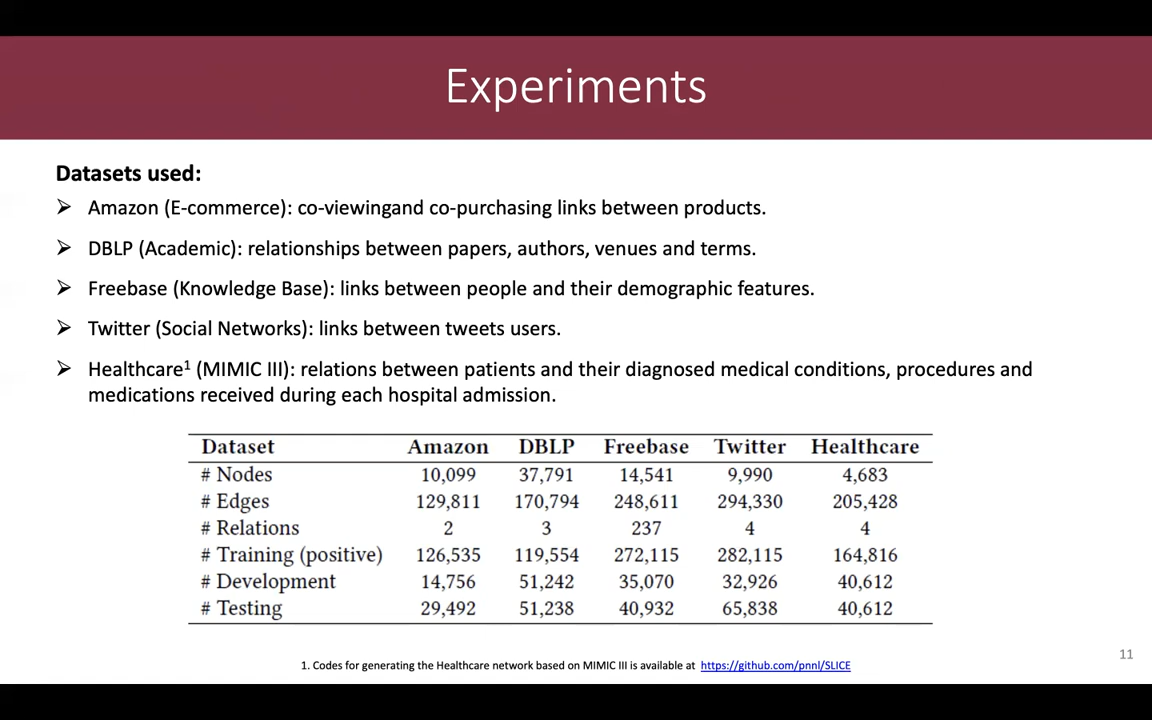 Experiments
Datasets used:
➢ Amazon (E-commerce): co-viewingand co-purchasing links between products.
➢ DBLP (Academic): relationships between papers, authors, venues and terms.
➢ Freebase (Knowledge Base): links between people and their demographic features.
➢ Twitter (Social Networks): links between tweets users.
➢ Healthcare¹ (MIMIC III): relations between patients and their diagnosed medical conditions, procedures and
medications received during each hospital admission.
Dataset Amazon DBLP Freebase Twitter Healthcare
# Nodes 10,099 37,791 14,541 9,990 4,683
# Edges 129,811 170,794 248,611 294,330 205,428
# Relations 2 3 237 4 4
# Training (positive) 126,535 119,554 272,115 282,115 164,816
# Development 14,756 51,242 35,070 32,926 40,612
# Testing 29,492 51,238 40,932 65,838 40,612
1. Codes for generating the Healthcare network based on MIMIC III is available at https://github.com/pnnl/SLICE
11